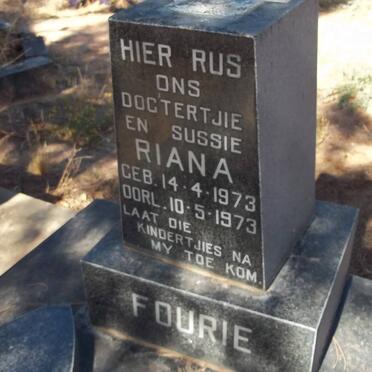 HIER RUS
ONS
DOGTERTJIE
EN SUSSIE
RIANA
GEB. 14-4-1973
OORL. 10-5-1973
LAAT DIE
KINDERTJIES NA
MY TOE KOM.
FOURIE